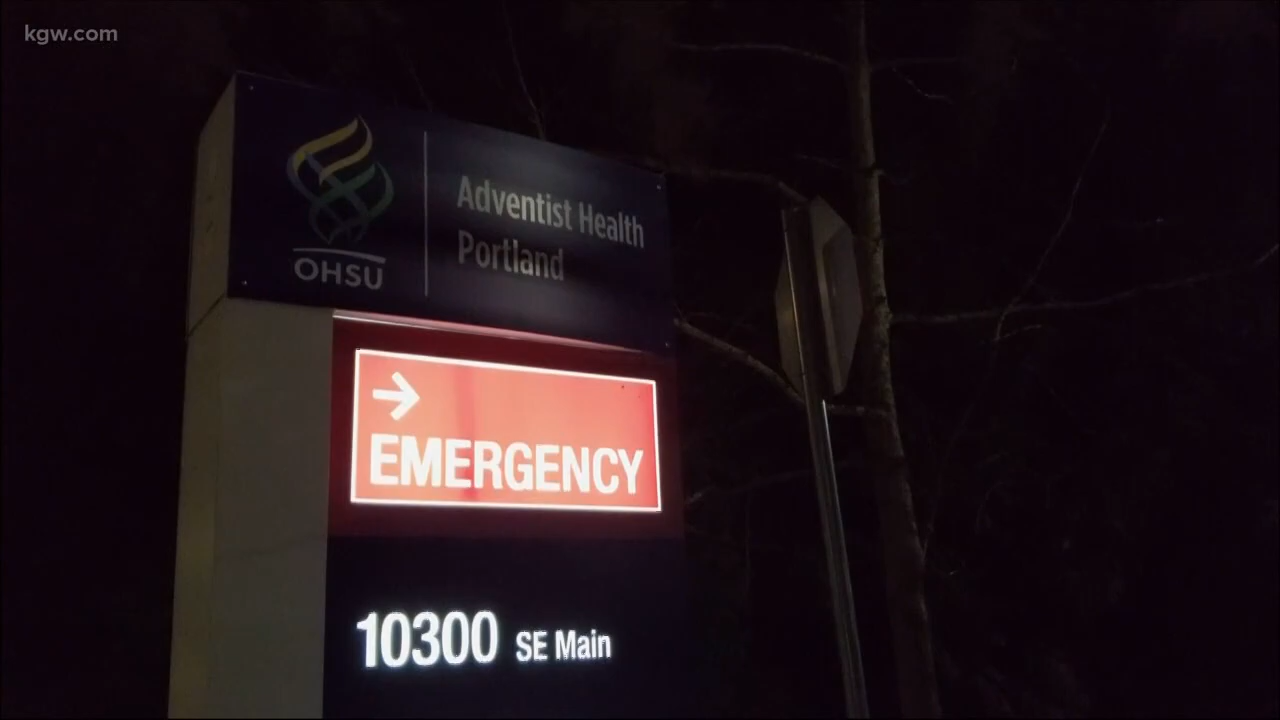 kgw.com
OHSU
Adventist Health
Portland
EMERGENCY
10300 SE Main